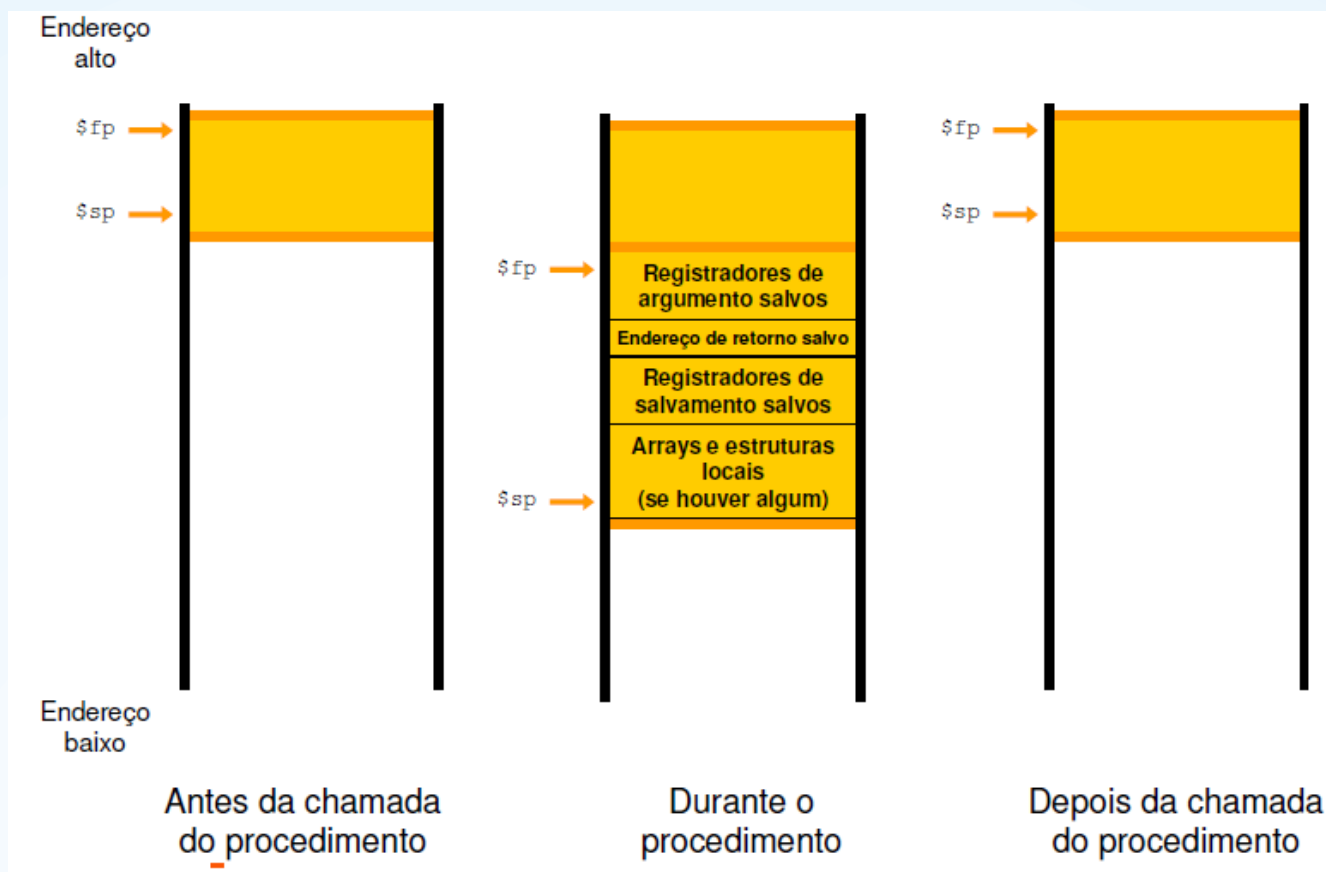 Endereço
alto
$fp
$sp
$fp
Registradores de
argumento salvos
Endereço de retorno salvo
Registradores de
salvamento salvos
Arrays e estruturas
locais
(se houver algum)
$sp
$fp
$sp
Endereço
baixo
Antes da chamada
do procedimento
Durante o
procedimento
Depois da chamada
do procedimento